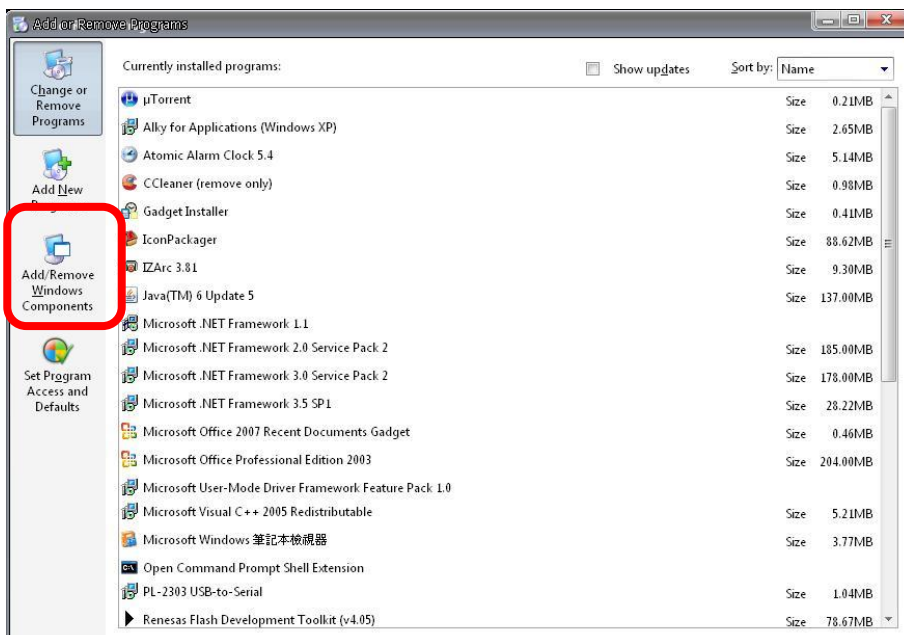 Add or Remove Programs
Change or
Remove
Programs
Add New
Add/Remove
Windows
Components
Set Program
Access and
Defaults
Currently installed programs:
Show updates
Sort by: Name
µTorrent Size 0.21MB
Alky for Applications (Windows XP) Size 2.65MB
Atomic Alarm Clock 5.4 Size 5.14MB
CCleaner (remove only) Size 0.98MB
Gadget Installer Size 0.41MB
IconPackager Size 88.62MB
IZArc 3.81 Size 9.30MB
Java(TM) 6 Update 5 Size 137.00MB
Microsoft .NET Framework 1.1
Microsoft .NET Framework 2.0 Service Pack 2 Size 185.00MB
Microsoft .NET Framework 3.0 Service Pack 2 Size 178.00MB
Microsoft .NET Framework 3.5 SP1 Size 28.22MB
Microsoft Office 2007 Recent Documents Gadget Size 0.46MB
Microsoft Office Professional Edition 2003 Size 204.00MB
Microsoft User-Mode Driver Framework Feature Pack 1.0
Microsoft Visual C++ 2005 Redistributable Size 5.21MB
Microsoft Windows 筆記本檢視器 Size 3.77MB
Open Command Prompt Shell Extension
PL-2303 USB-to-Serial Size 1.04MB
Renesas Flash Development Toolkit (v4.05) Size 78.67MB